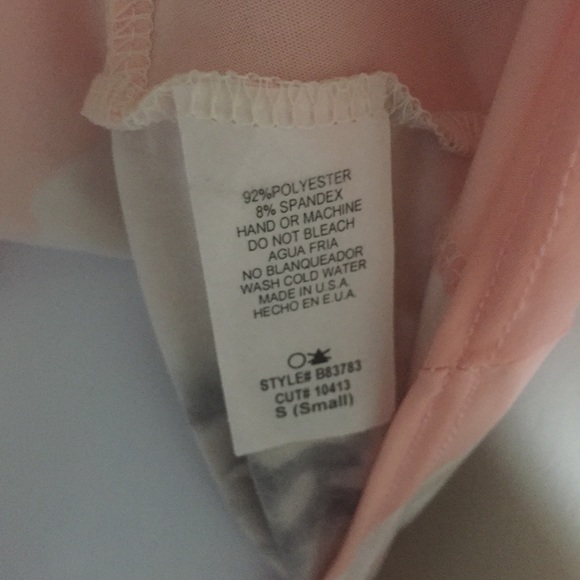 92%POLYESTER
8% SPANDEX
HAND OR MACHINE
DO NOT BLEACH
AGUA FRIA
NO BLANQUEADOR
WASH COLD WATER
MADE IN U.S.A.
HECHO EN E.U.A.
STYLE# B83783
CUT# 10413
S (Small)